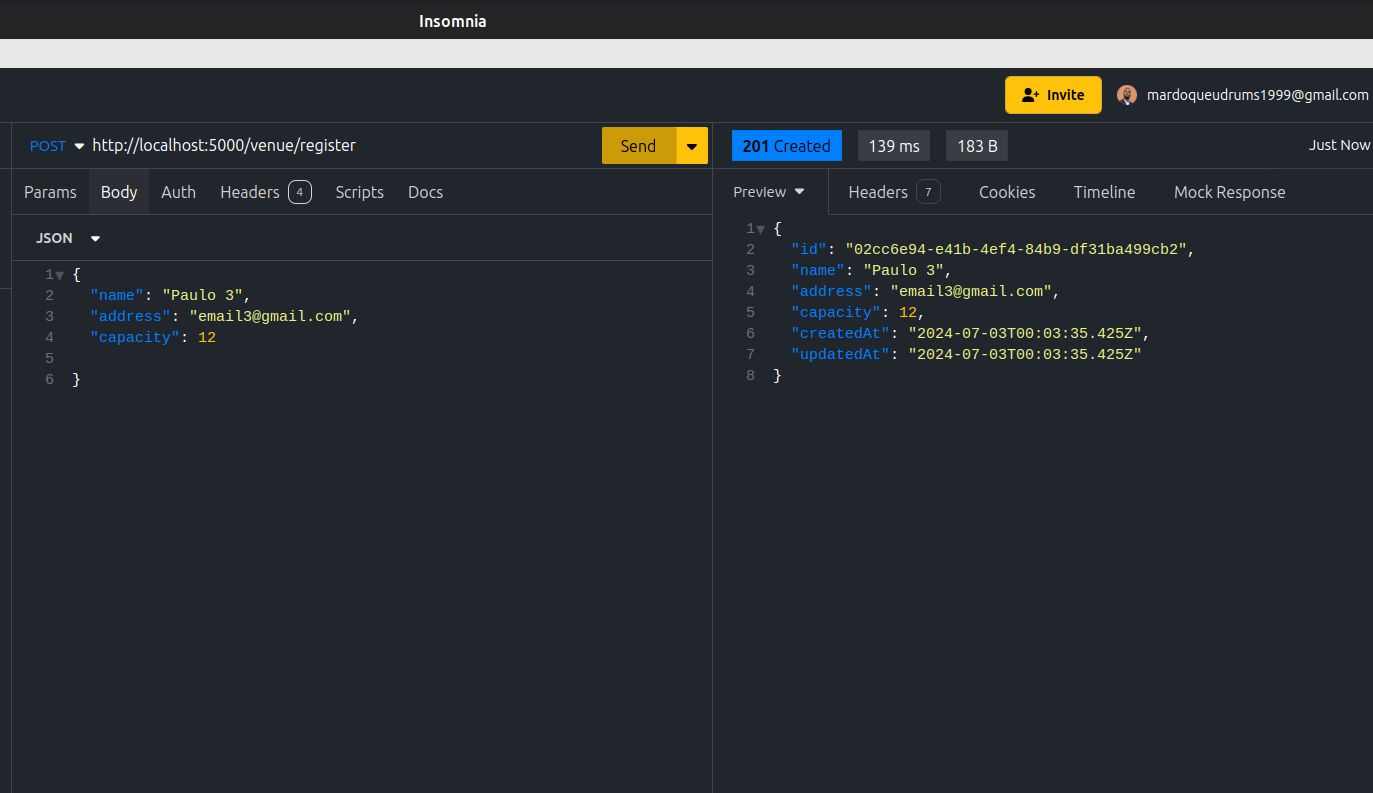 Insomnia
Invite mardoqueudrums1999@gmail.com
POST http://localhost:5000/venue/register Send
201 Created 139 ms 183 B Just Now
Params Body Auth Headers 4 Scripts Docs
Preview Headers 7 Cookies Timeline Mock Response
JSON
1 {
2 "name": "Paulo 3",
3 "address": "email3@gmail.com",
4 "capacity": 12
5
6 }
1 {
2 "id": "02cc6e94-e41b-4ef4-84b9-df31ba499cb2",
3 "name": "Paulo 3",
4 "address": "email3@gmail.com",
5 "capacity": 12,
6 "createdAt": "2024-07-03T00:03:35.425Z",
7 "updatedAt": "2024-07-03T00:03:35.425Z"
8 }